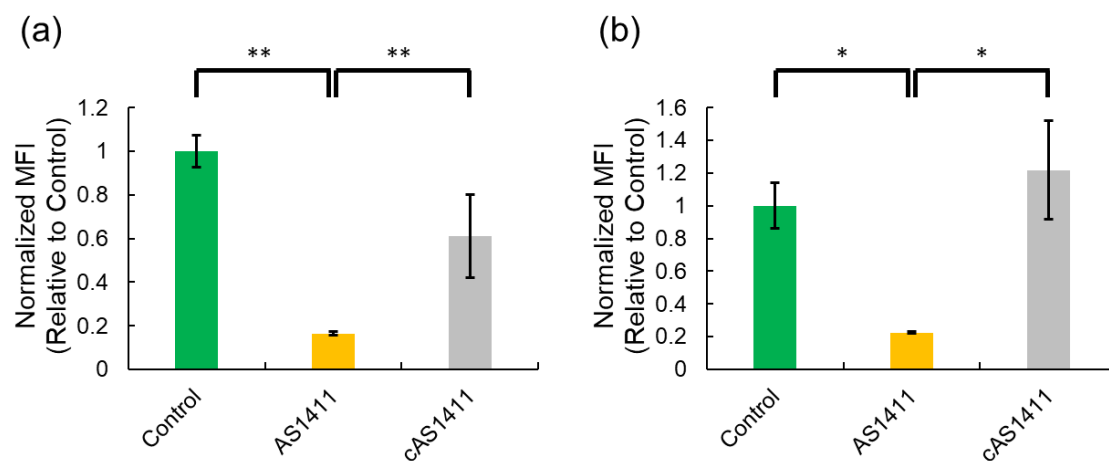 (a)
** **
Normalized MFI
(Relative to Control)
1.2
1
0.8
0.6
0.4
0.2
0
Control
AS1411
cAS1411
(b)
* *
Normalized MFI
(Relative to Control)
1.6
1.4
1.2
1
0.8
0.6
0.4
0.2
0
Control
AS1411
cAS1411